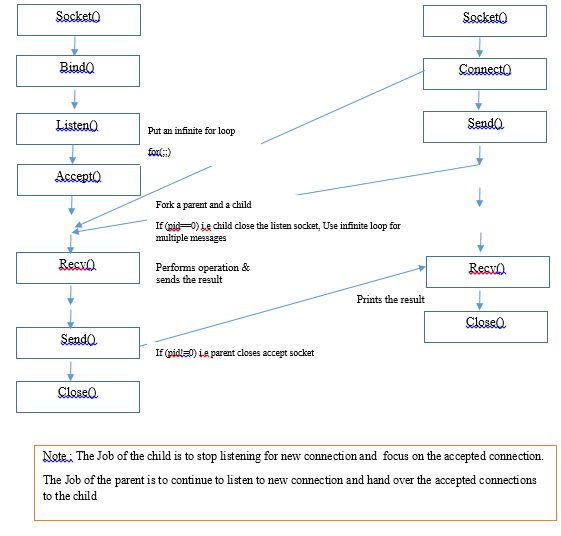 Socket()
Socket()
Bind()
Connect()
Listen()
Put an infinite for loop
for(;;)
Send()
Accept()
Fork a parent and a child
If (pid==0) i.e child close the listen socket, Use infinite loop for
multiple messages
Recv()
Performs operation &
sends the result
Recv()
Prints the result
Send()
If (pid!=0) i.e parent closes accept socket
Close()
Close()
Note : The Job of the child is to stop listening for new connection and focus on the accepted connection.
The Job of the parent is to continue to listen to new connection and hand over the accepted connections
to the child